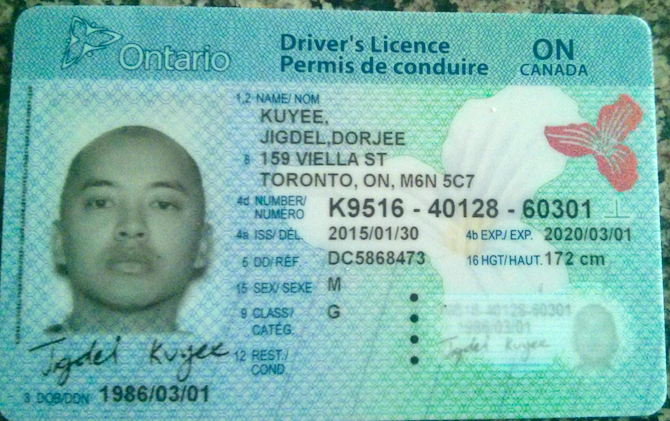 Ontario
Driver's Licence
Permis de conduire
ON
CANADA
1,2 NAME/ NOM
KUYEE,
JIGDEL,DORJEE
8 159 VIELLA ST
TORONTO, ON, M6N 5C7
4d NUMBER/ NUMÉRO K9516 - 40128 - 60301
4a ISS/ DÉL. 2015/01/30 4b EXP./ EXP. 2020/03/01
5 DD/RÉF DC5868473 16 HGT/HAUT. 172 cm
15 SEX/ SEXE M
9 CLASS/ CATÉG. G
12 REST./ COND.
40128-60301
1986/03/01
Jigdel Kuyee
Jigdel Kuyee
3 DOB/DDN 1986/03/01